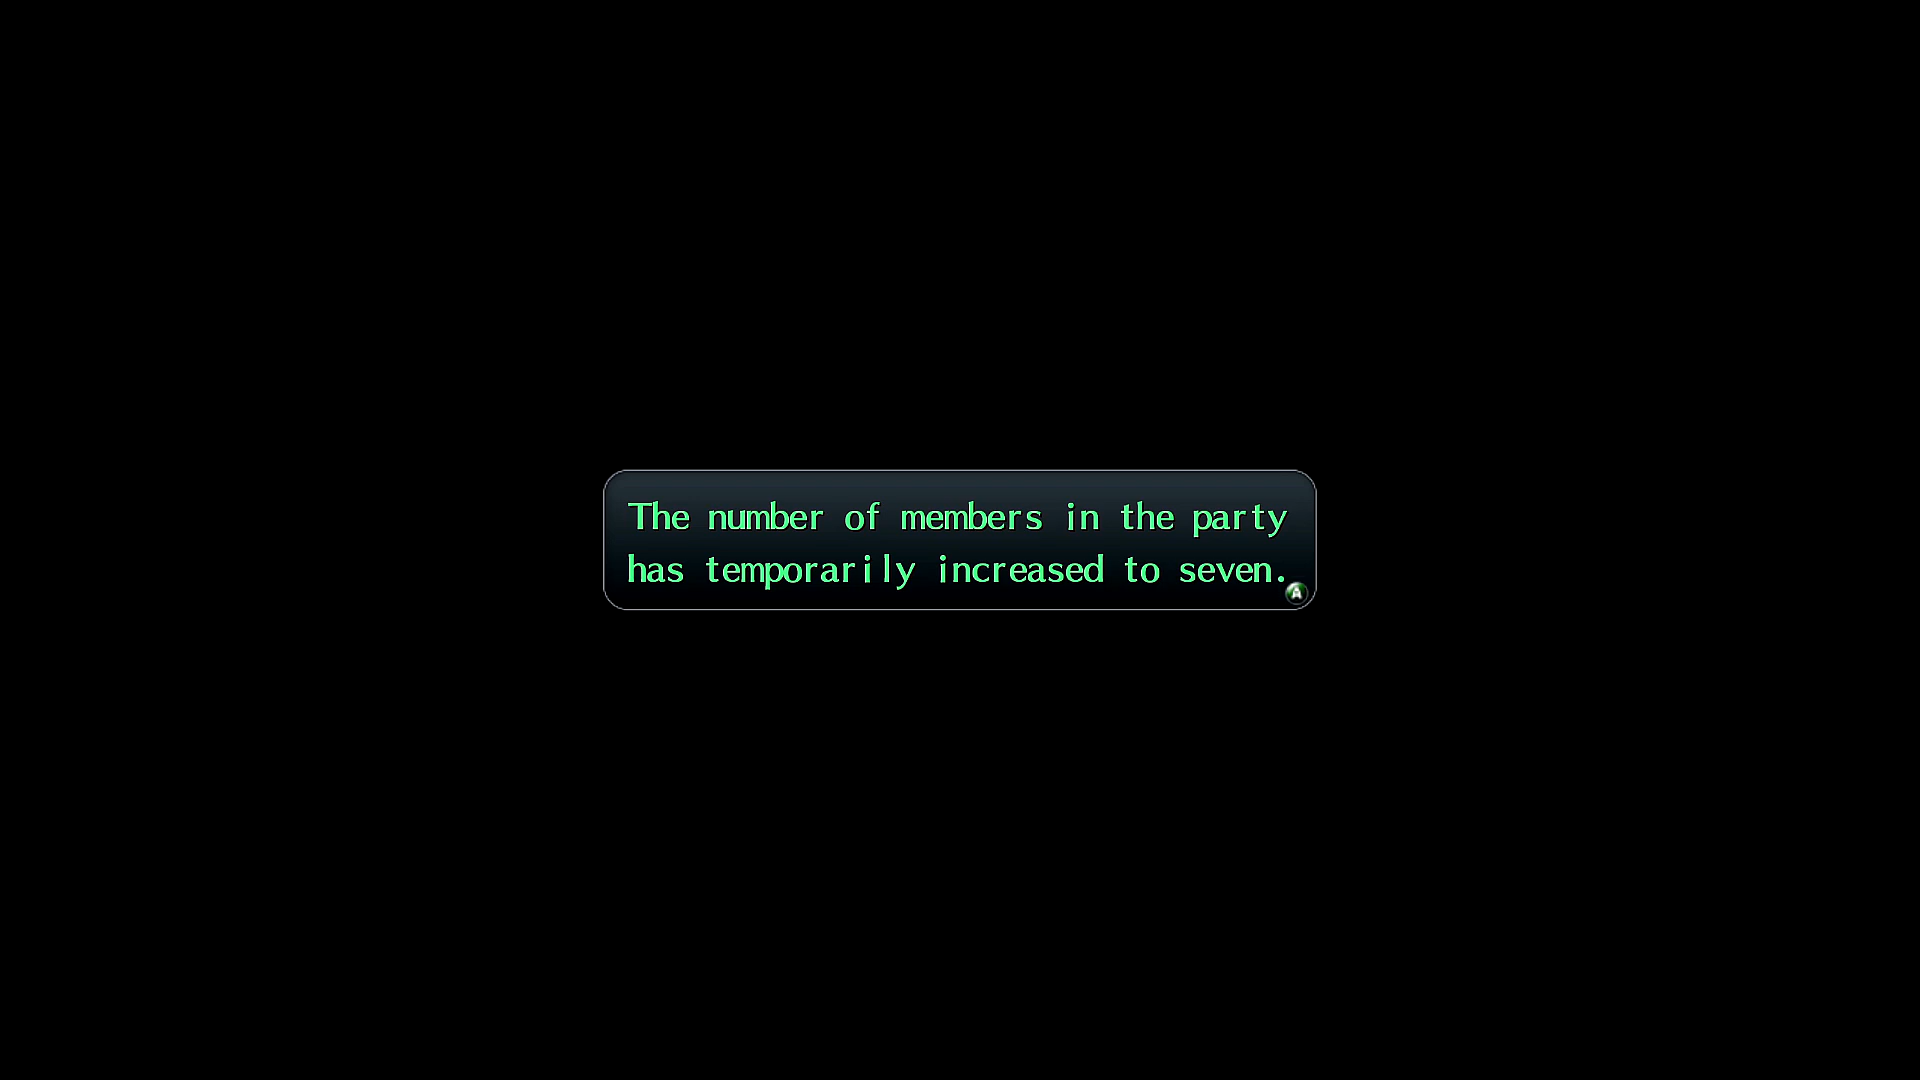 The number of members in the party
has temporarily increased to seven.
A